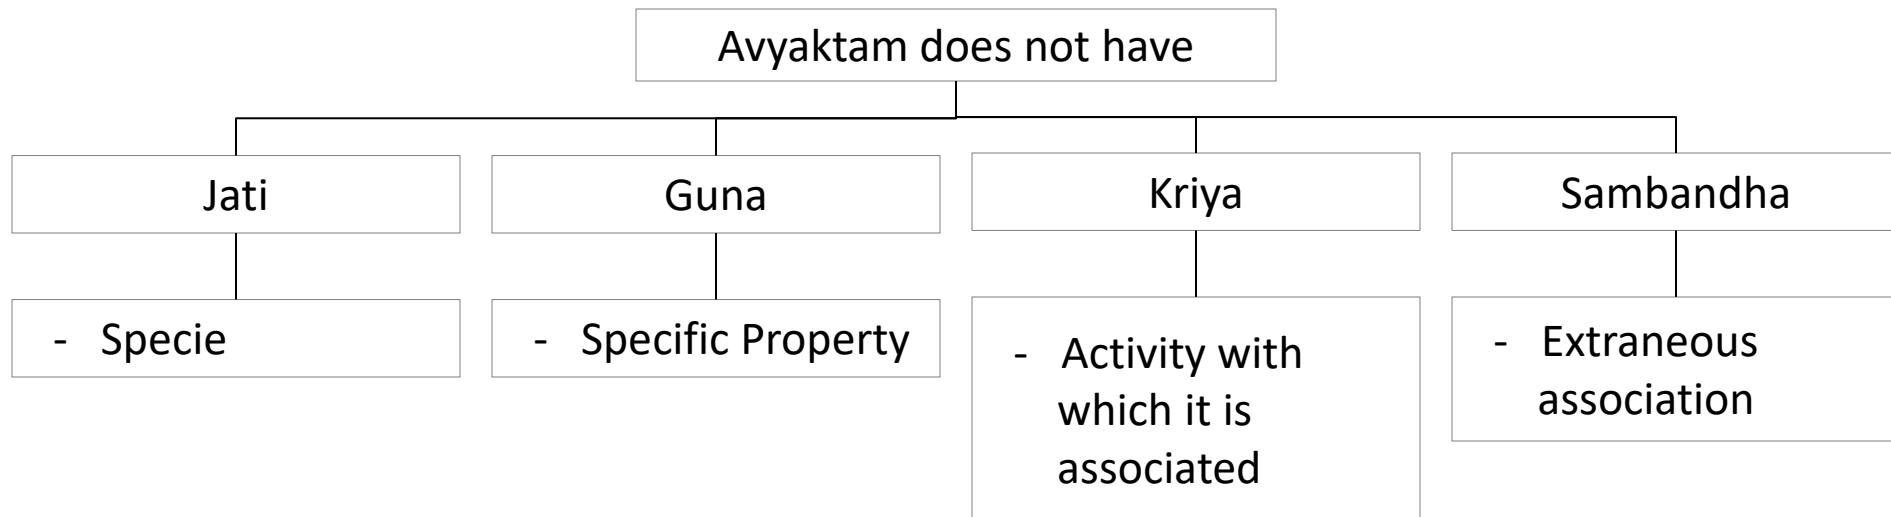 Avyaktam does not have
Jati
Guna
Kriya
Sambandha
- Specie
- Specific Property
- Activity with
which it is
associated
- Extraneous
association